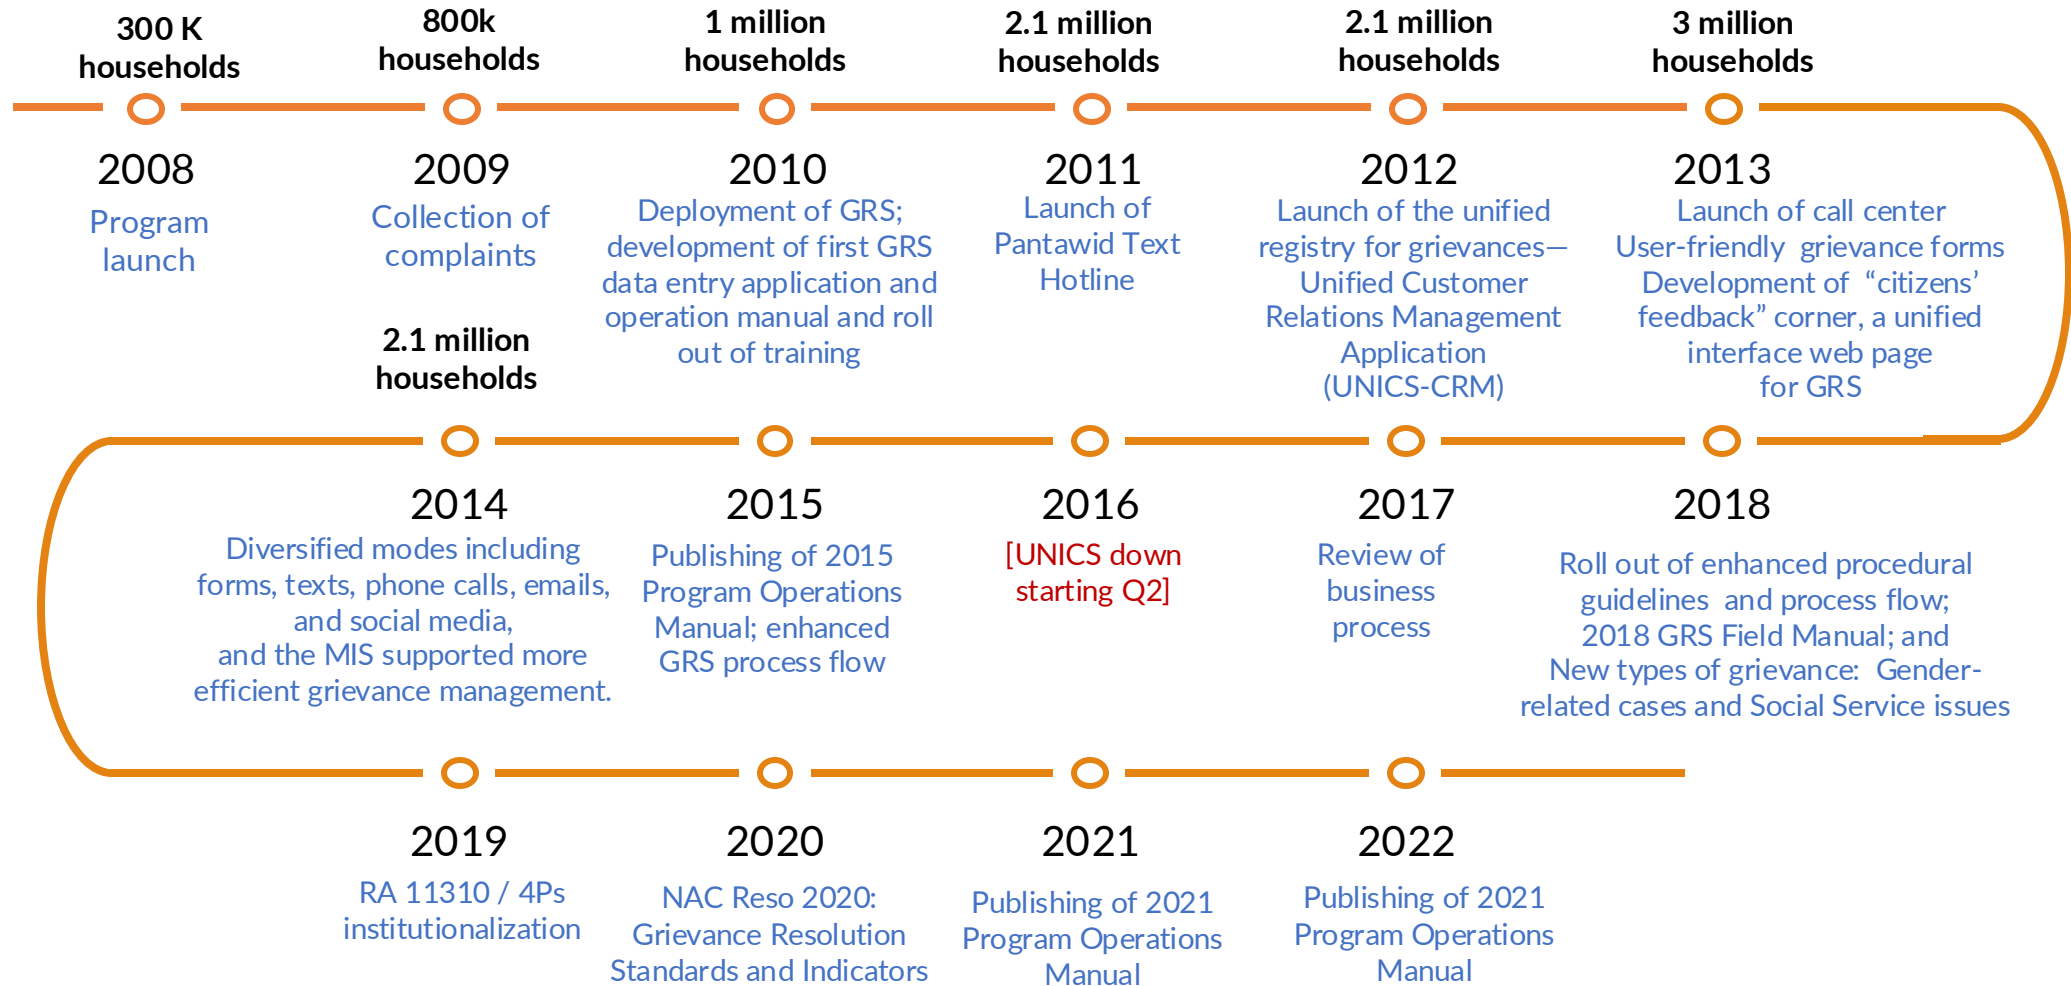 300 K
households
800k
households
1 million
households
2.1 million
households
2.1 million
households
3 million
households
2008
Program
launch
2009
Collection of
complaints
2010
Deployment of GRS;
development of first GRS
data entry application and
operation manual and roll
out of training
2011
Launch of
Pantawid Text
Hotline
2012
Launch of the unified
registry for grievances—
Unified Customer
Relations Management
Application
(UNICS-CRM)
2013
Launch of call center
User-friendly grievance forms
Development of “citizens’
feedback” corner, a unified
interface web page
for GRS
2.1 million
households
2014
Diversified modes including
forms, texts, phone calls, emails,
and social media,
and the MIS supported more
efficient grievance management.
2015
Publishing of 2015
Program Operations
Manual; enhanced
GRS process flow
2016
[UNICS down
starting Q2]
2017
Review of
business
process
2018
Roll out of enhanced procedural
guidelines and process flow;
2018 GRS Field Manual; and
New types of grievance: Gender-
related cases and Social Service issues
2019
RA 11310 / 4Ps
institutionalization
2020
NAC Reso 2020:
Grievance Resolution
Standards and Indicators
2021
Publishing of 2021
Program Operations
Manual
2022
Publishing of 2021
Program Operations
Manual